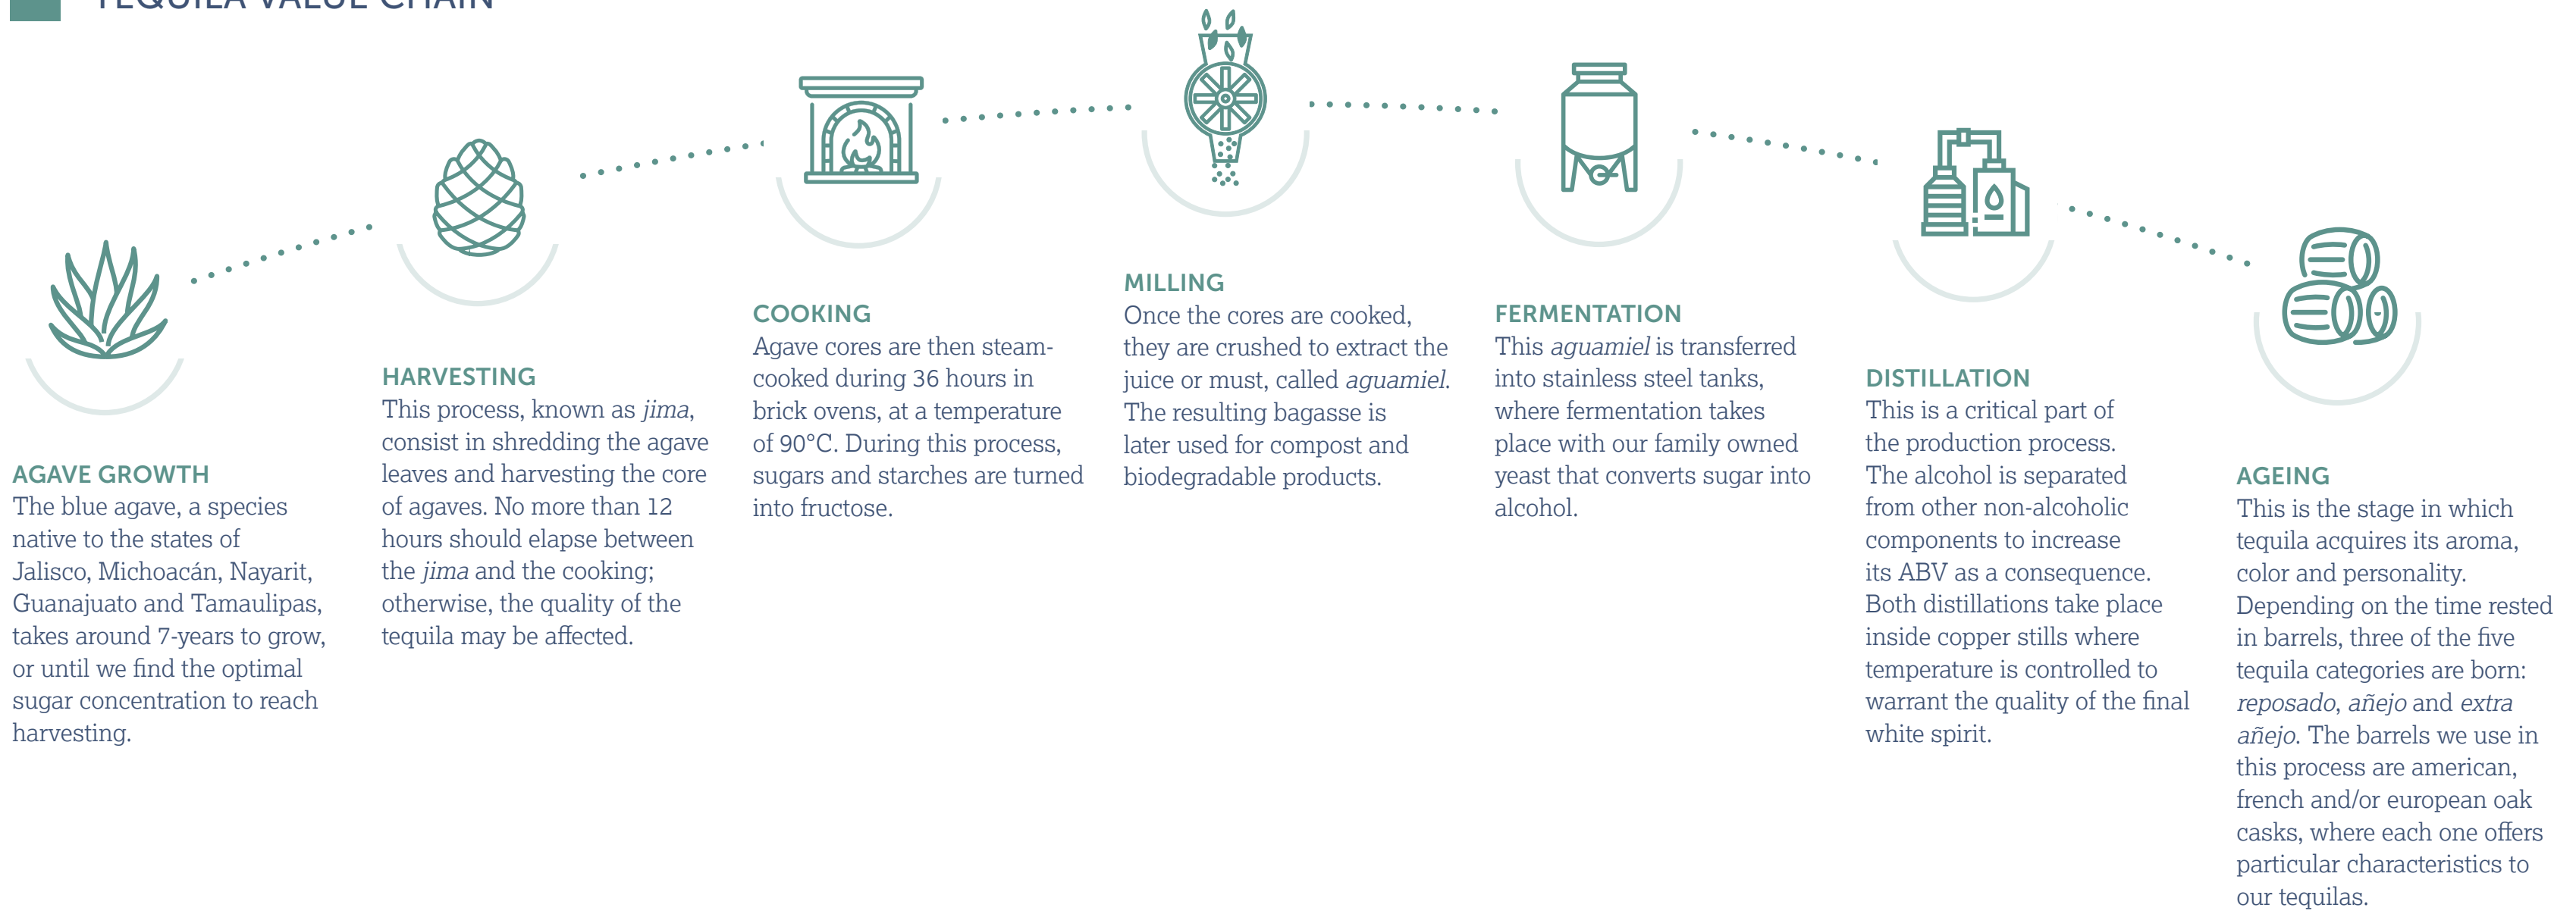 TEQUILA VALUE CHAIN
AGAVE GROWTH
The blue agave, a species
native to the states of
Jalisco, Michoacán, Nayarit,
Guanajuato and Tamaulipas,
takes around 7-years to grow,
or until we find the optimal
sugar concentration to reach
harvesting.
HARVESTING
This process, known as jima,
consist in shredding the agave
leaves and harvesting the core
of agaves. No more than 12
hours should elapse between
the jima and the cooking;
otherwise, the quality of the
tequila may be affected.
COOKING
Agave cores are then steam-
cooked during 36 hours in
brick ovens, at a temperature
of 90°C. During this process,
sugars and starches are turned
into fructose.
MILLING
Once the cores are cooked,
they are crushed to extract the
juice or must, called aguamiel.
The resulting bagasse is
later used for compost and
biodegradable products.
FERMENTATION
This aguamiel is transferred
into stainless steel tanks,
where fermentation takes
place with our family owned
yeast that converts sugar into
alcohol.
DISTILLATION
This is a critical part of
the production process.
The alcohol is separated
from other non-alcoholic
components to increase
its ABV as a consequence.
Both distillations take place
inside copper stills where
temperature is controlled to
warrant the quality of the final
white spirit.
AGEING
This is the stage in which
tequila acquires its aroma,
color and personality.
Depending on the time rested
in barrels, three of the five
tequila categories are born:
reposado, añejo and extra
añejo. The barrels we use in
this process are american,
french and/or european oak
casks, where each one offers
particular characteristics to
our tequilas.